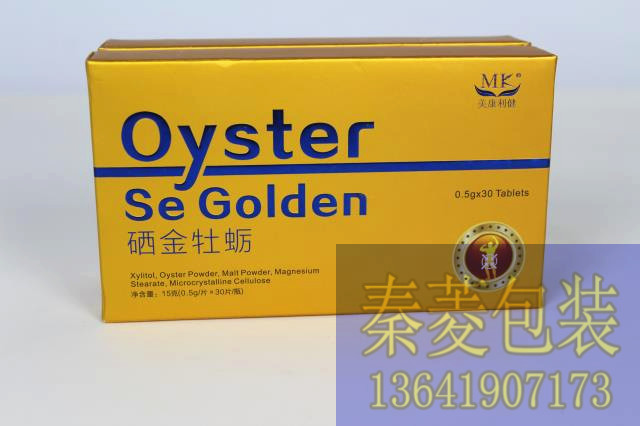 MK®
美康利健
Oyster
Se Golden
硒金牡蛎
0.5gx30 Tablets
Xylitol, Oyster Powder, Malt Powder, Magnesium
Stearate, Microcrystalline Cellulose
净含量：15克(0.5g/片×30片/瓶)
秦菱包装
13641907173